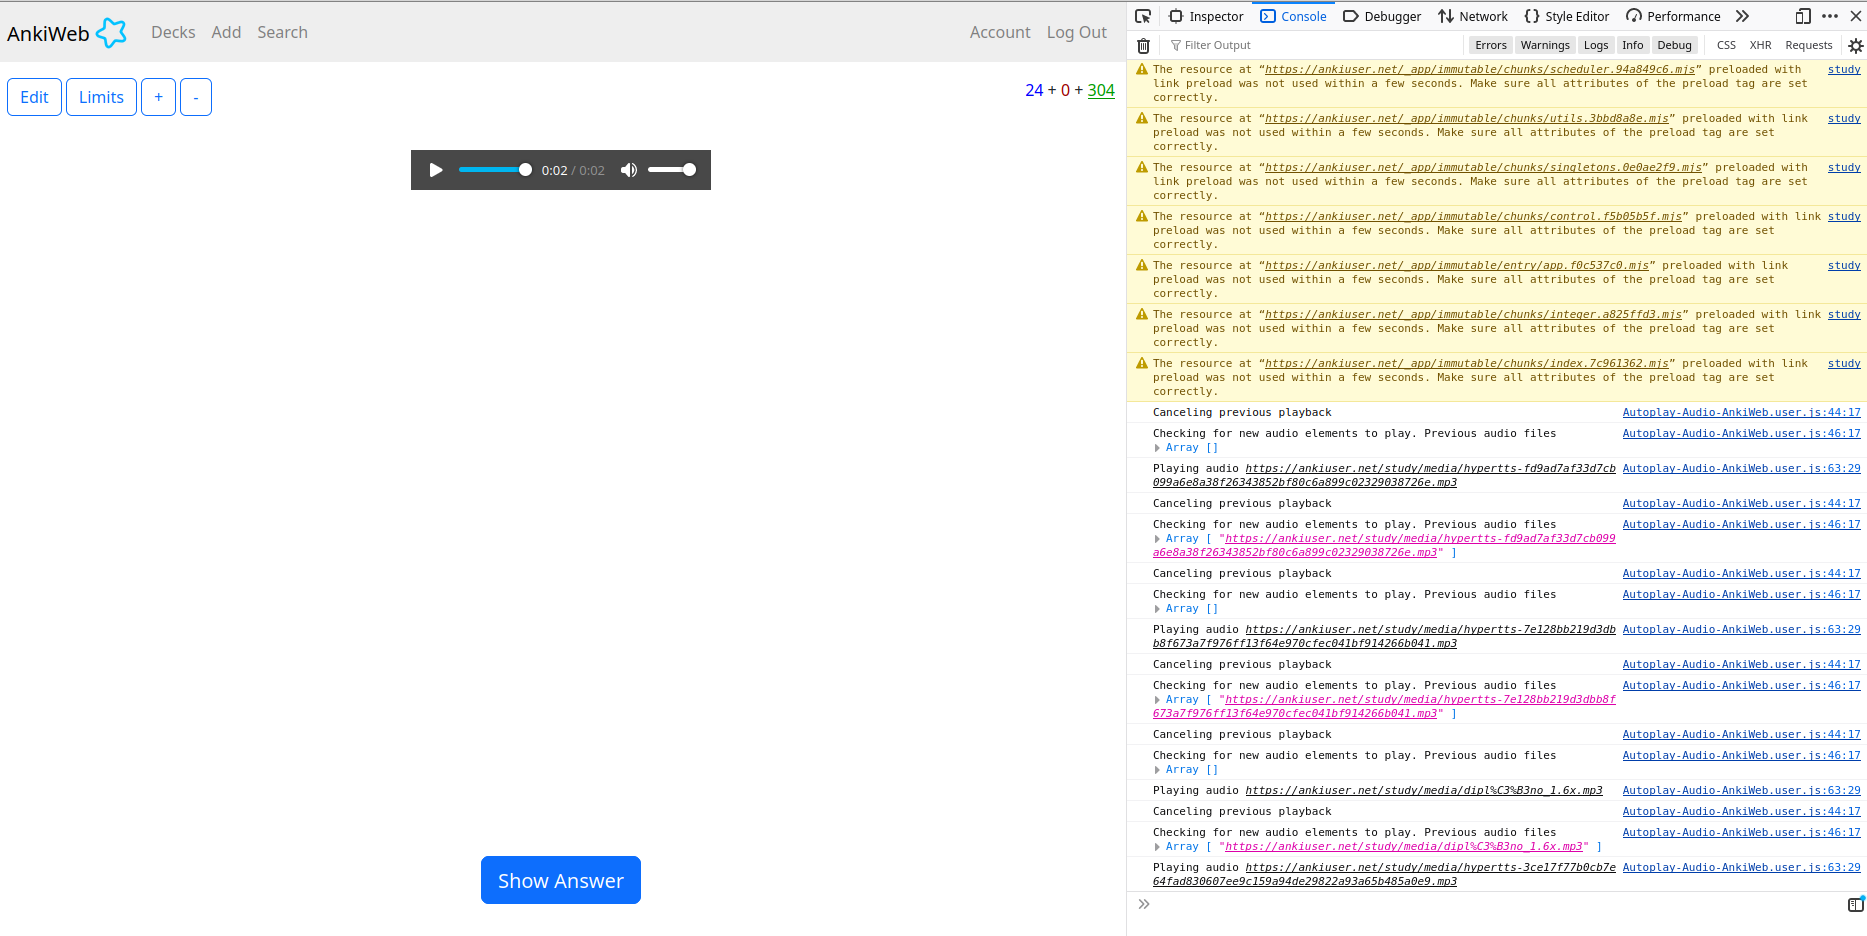 AnkiWeb Decks Add Search Account Log Out
Edit Limits + - 24 + 0 + 304
0:02 / 0:02
Show Answer
Inspector Console Debugger Network Style Editor Performance
Filter Output Errors Warnings Logs Info Debug CSS XHR Requests
The resource at “https://ankiuser.net/_app/immutable/chunks/scheduler.94a849c6.mjs” preloaded with study
link preload was not used within a few seconds. Make sure all attributes of the preload tag are set
correctly.
The resource at “https://ankiuser.net/_app/immutable/chunks/utils.3bbd8a8e.mjs” preloaded with link study
preload was not used within a few seconds. Make sure all attributes of the preload tag are set
correctly.
The resource at “https://ankiuser.net/_app/immutable/chunks/singletons.0e0ae2f9.mjs” preloaded with study
link preload was not used within a few seconds. Make sure all attributes of the preload tag are set
correctly.
The resource at “https://ankiuser.net/_app/immutable/chunks/control.f5b05b5f.mjs” preloaded with link study
preload was not used within a few seconds. Make sure all attributes of the preload tag are set
correctly.
The resource at “https://ankiuser.net/_app/immutable/entry/app.f0c537c0.mjs” preloaded with link study
preload was not used within a few seconds. Make sure all attributes of the preload tag are set
correctly.
The resource at “https://ankiuser.net/_app/immutable/chunks/integer.a825ffd3.mjs” preloaded with link study
preload was not used within a few seconds. Make sure all attributes of the preload tag are set
correctly.
The resource at “https://ankiuser.net/_app/immutable/chunks/index.7c961362.mjs” preloaded with link study
preload was not used within a few seconds. Make sure all attributes of the preload tag are set
correctly.
Canceling previous playback Autoplay-Audio-AnkiWeb.user.js:44:17
Checking for new audio elements to play. Previous audio files Autoplay-Audio-AnkiWeb.user.js:46:17
Array []
Playing audio https://ankiuser.net/study/media/hypertts-fd9ad7af33d7cb Autoplay-Audio-AnkiWeb.user.js:63:29
099a6e8a38f26343852bf80c6a899c02329038726e.mp3
Canceling previous playback Autoplay-Audio-AnkiWeb.user.js:44:17
Checking for new audio elements to play. Previous audio files Autoplay-Audio-AnkiWeb.user.js:46:17
Array [ "https://ankiuser.net/study/media/hypertts-fd9ad7af33d7cb099
a6e8a38f26343852bf80c6a899c02329038726e.mp3" ]
Canceling previous playback Autoplay-Audio-AnkiWeb.user.js:44:17
Checking for new audio elements to play. Previous audio files Autoplay-Audio-AnkiWeb.user.js:46:17
Array []
Playing audio https://ankiuser.net/study/media/hypertts-7e128bb219d3db Autoplay-Audio-AnkiWeb.user.js:63:29
b8f673a7f976ff13f64e970cfec041bf914266b041.mp3
Canceling previous playback Autoplay-Audio-AnkiWeb.user.js:44:17
Checking for new audio elements to play. Previous audio files Autoplay-Audio-AnkiWeb.user.js:46:17
Array [ "https://ankiuser.net/study/media/hypertts-7e128bb219d3dbb8f
673a7f976ff13f64e970cfec041bf914266b041.mp3" ]
Canceling previous playback Autoplay-Audio-AnkiWeb.user.js:44:17
Checking for new audio elements to play. Previous audio files Autoplay-Audio-AnkiWeb.user.js:46:17
Array []
Playing audio https://ankiuser.net/study/media/dipl%C3%B3no_1.6x.mp3 Autoplay-Audio-AnkiWeb.user.js:63:29
Canceling previous playback Autoplay-Audio-AnkiWeb.user.js:44:17
Checking for new audio elements to play. Previous audio files Autoplay-Audio-AnkiWeb.user.js:46:17
Array [ "https://ankiuser.net/study/media/dipl%C3%B3no_1.6x.mp3" ]
Playing audio https://ankiuser.net/study/media/hypertts-3ce17f77b0cb7e Autoplay-Audio-AnkiWeb.user.js:63:29
64fad830607ee9c159a94de29822a93a65b485a0e9.mp3